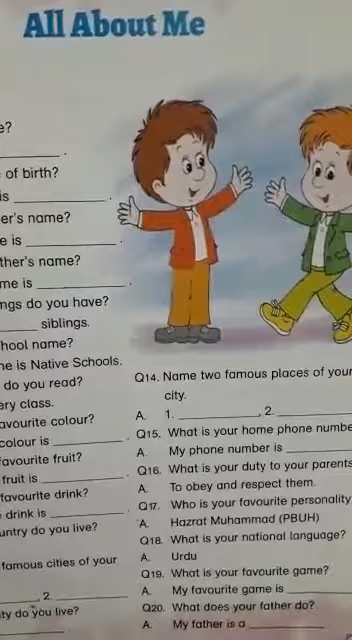 All About Me
e?
.
of birth?
is .
er's name?
e is .
ther's name?
me is .
ngs do you have?
siblings.
hool name?
ne is Native Schools.
do you read?
ery class.
avourite colour?
colour is .
favourite fruit?
fruit is .
favourite drink?
drink is .
untry do you live?
famous cities of your
, 2.
ity do you live?
Q14. Name two famous places of your
city.
A. 1. , 2.
Q15. What is your home phone numbe
A. My phone number is
Q16. What is your duty to your parents
A. To obey and respect them.
Q17. Who is your favourite personality
A. Hazrat Muhammad (PBUH)
Q18. What is your national language?
A. Urdu
Q19. What is your favourite game?
A. My favourite game is
Q20. What does your father do?
A. My father is a